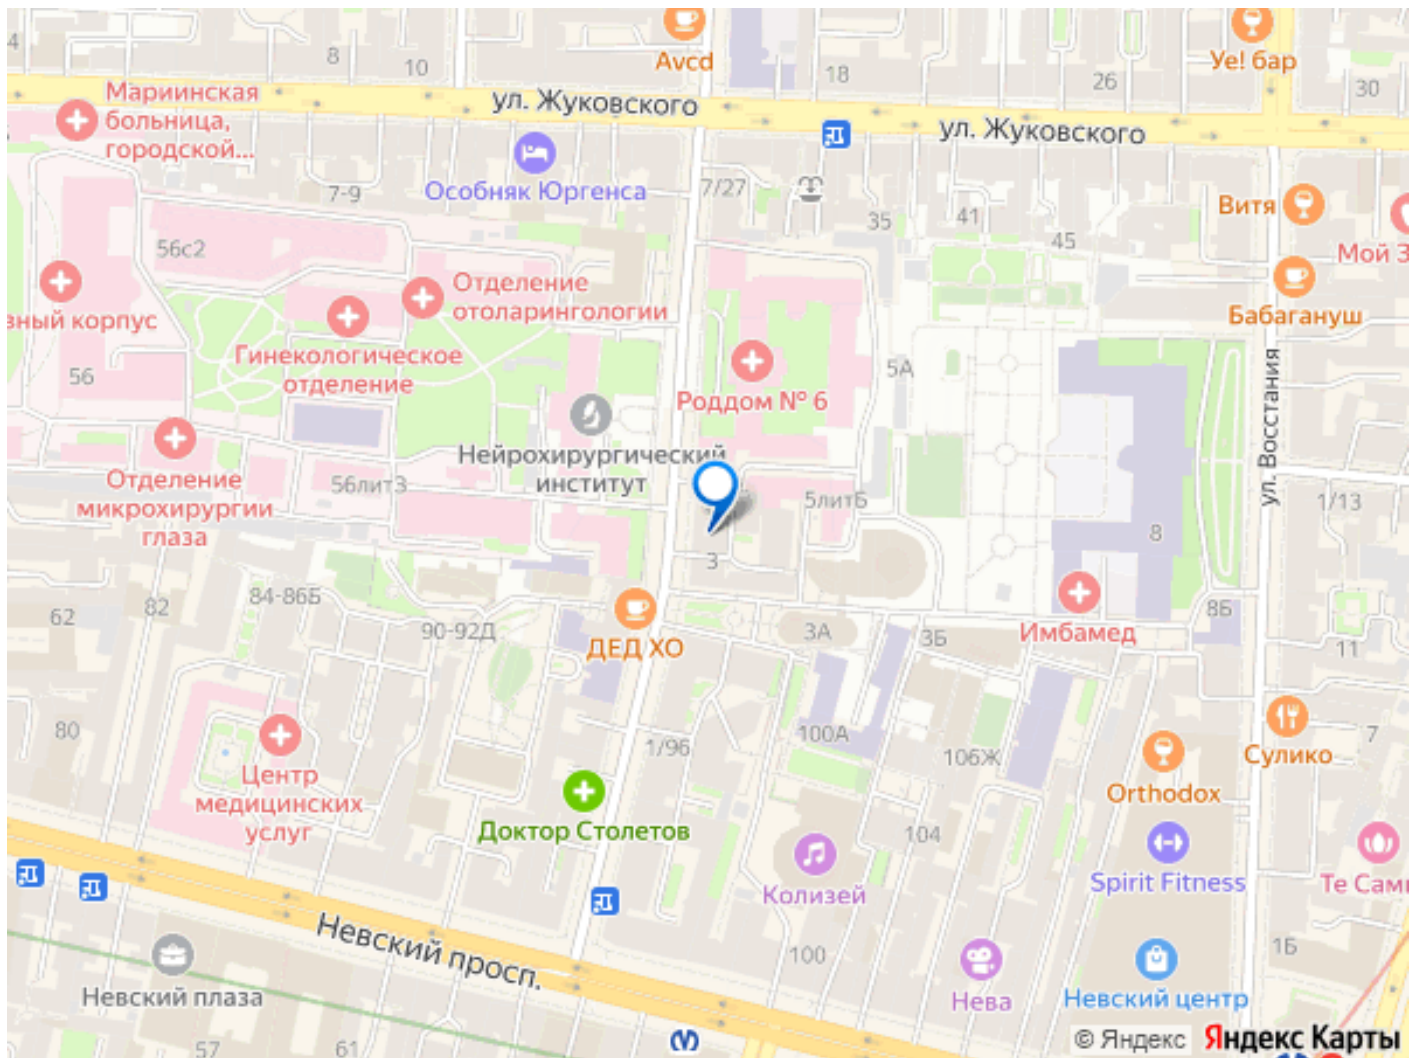 4
8
10
Avcd
18
26
Уе! бар
30
Мариинская
больница,
городской...
ул. Жуковского
ул. Жуковского
Особняк Юргенса
7-9
7/27
35
41
45
Витя
Мой З
56с2
Отделение
отоларингологии
вный корпус
Гинекологическое
отделение
Бабагануш
56
Роддом № 6
5А
ул. Восстания
Нейрохирургический
институт
Отделение
микрохирургии
глаза
56лит3
5литБ
1/13
3
8
62
82
84-86Б
90-92Д
ДЕД ХО
3А
3Б
Имбамед
8Б
11
80
1/96
100А
106Ж
7
Сулико
Центр
медицинских
услуг
Orthodox
Доктор Столетов
104
Колизей
Spirit Fitness
Те Сами
Невский просп.
100
1Б
Невский плаза
Нева
Невский центр
57
61
© Яндекс Яндекс Карты